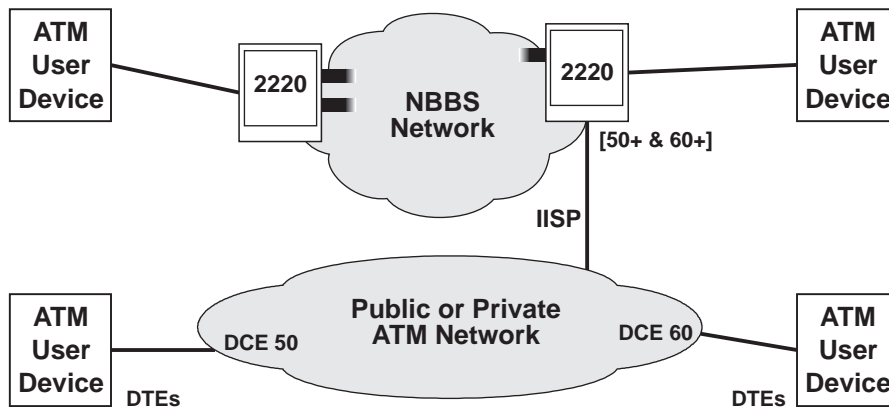 ATM
User
Device
2220
NBBS
Network
2220
ATM
User
Device
[50+ & 60+]
IISP
ATM
User
Device
DTEs
DCE 50
Public or Private
ATM Network
DCE 60
ATM
User
Device
DTEs